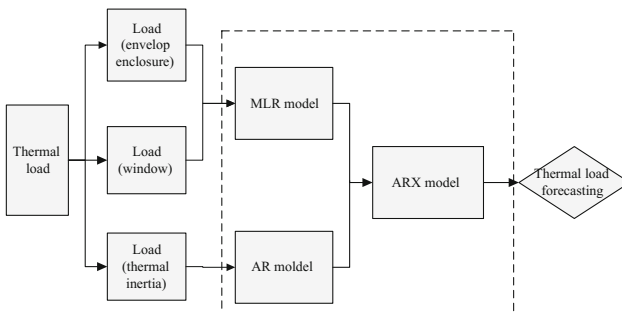 Load
(envelop
enclosure)
Thermal
load
Load
(window)
Load
(thermal
inertia)
MLR model
AR moldel
ARX model
Thermal load
forecasting